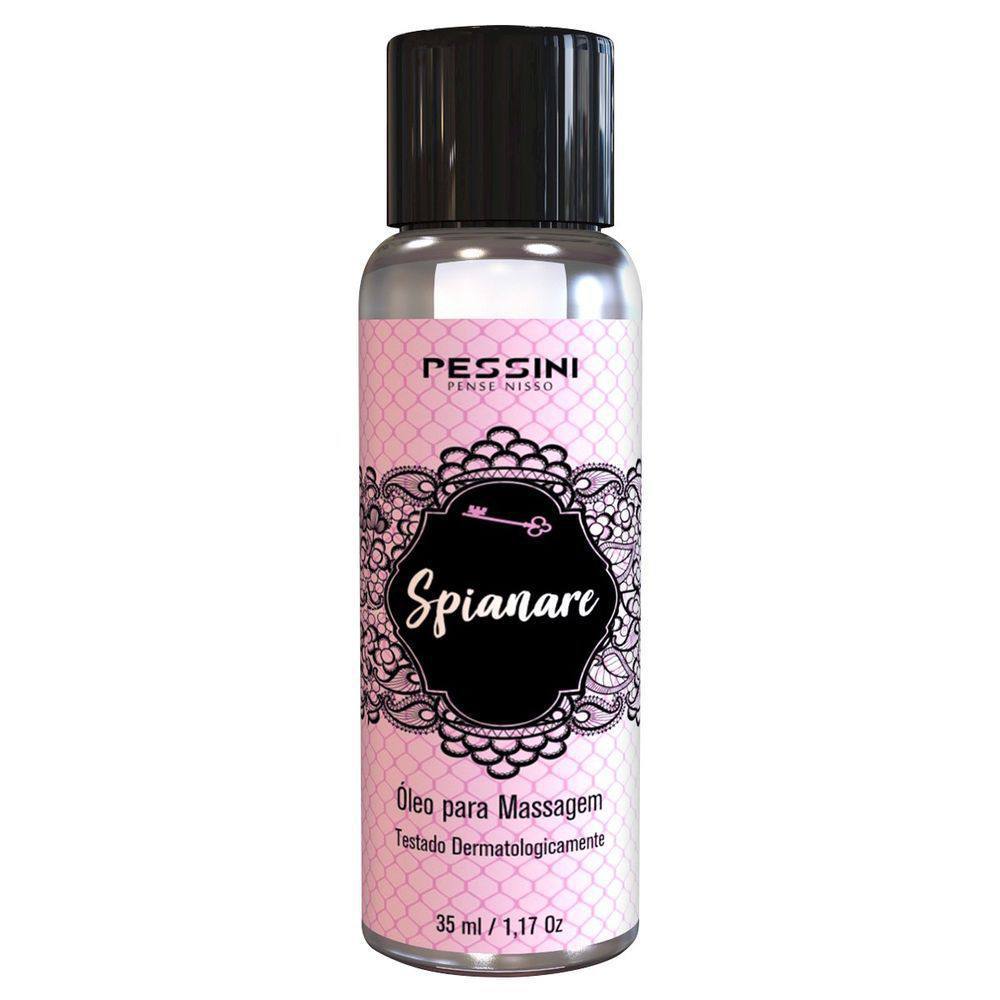 PESSINI
PENSE NISSO
Spianare
Óleo para Massagem
Testado Dermatologicamente
35 ml / 1,17 Oz